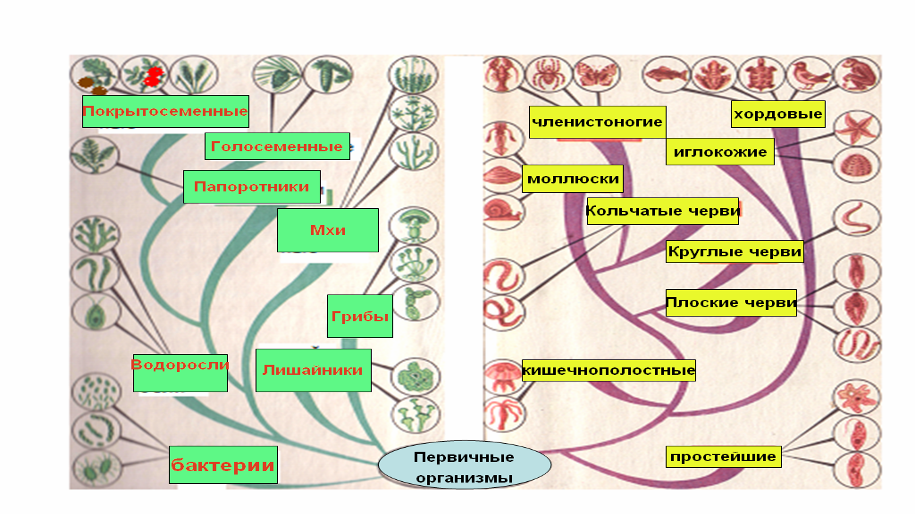 Покрытосеменные
Голосеменные
Папоротники
Мхи
Грибы
Водоросли
Лишайники
бактерии
Первичные
организмы
членистоногие
хордовые
иглокожие
моллюски
Кольчатые черви
Круглые черви
Плоские черви
кишечнополостные
простейшие